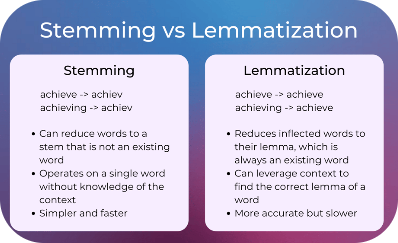 Stemming vs Lemmatization
Stemming
achieve -> achiev
achieving -> achiev
• Can reduce words to a
stem that is not an existing
word
• Operates on a single word
without knowledge of the
context
• Simpler and faster
Lemmatization
achieve -> achieve
achieving -> achieve
• Reduces inflected words to
their lemma, which is
always an existing word
• Can leverage context to
find the correct lemma of a
word
• More accurate but slower